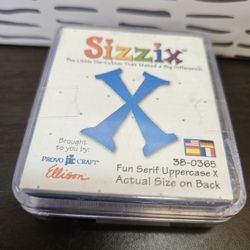 Sizzix
The Little Die-Cutter That Makes A Big Difference
X
Brought
to you by:
PROVO CRAFT
Ellison
38-0365
Fun Serif Uppercase X
Actual Size on Back